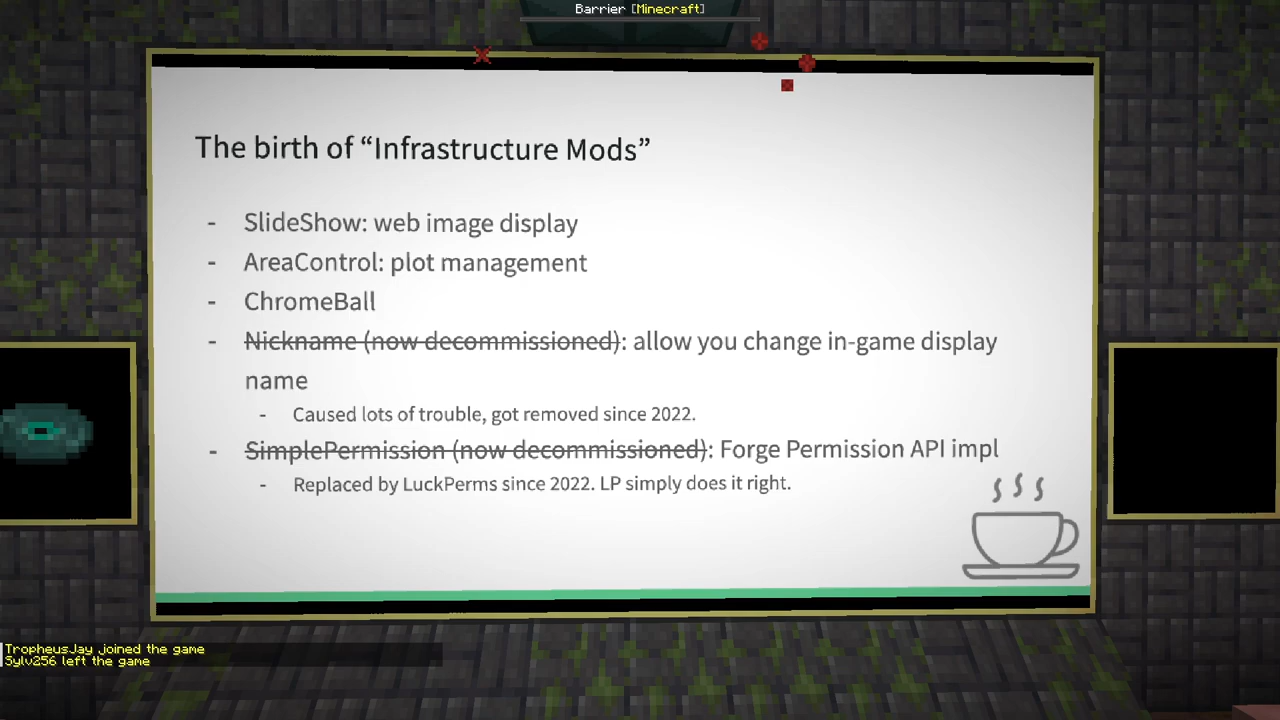 Barrier [Minecraft]
The birth of “Infrastructure Mods”
- SlideShow: web image display
- AreaControl: plot management
- ChromeBall
- Nickname (now decommissioned): allow you change in-game display
name
- Caused lots of trouble, got removed since 2022.
- SimplePermission (now decommissioned): Forge Permission API impl
- Replaced by LuckPerms since 2022. LP simply does it right.
TropheusJay joined the game
Sylv256 left the game